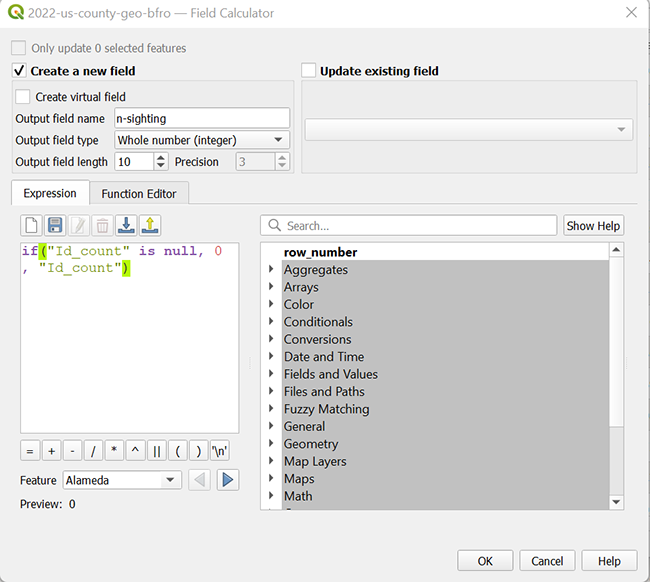 2022-us-county-geo-bfro — Field Calculator
Only update 0 selected features
Create a new field
Update existing field
Create virtual field
Output field name n-sighting
Output field type Whole number (integer)
Output field length 10 Precision 3
Expression Function Editor
Search... Show Help
if("Id_count" is null, 0
, "Id_count")
row_number
Aggregates
Arrays
Color
Conditionals
Conversions
Date and Time
Fields and Values
Files and Paths
Fuzzy Matching
General
Geometry
Map Layers
Maps
Math
= + - / * ^ || ( ) '\n'
Feature Alameda
Preview: 0
OK Cancel Help